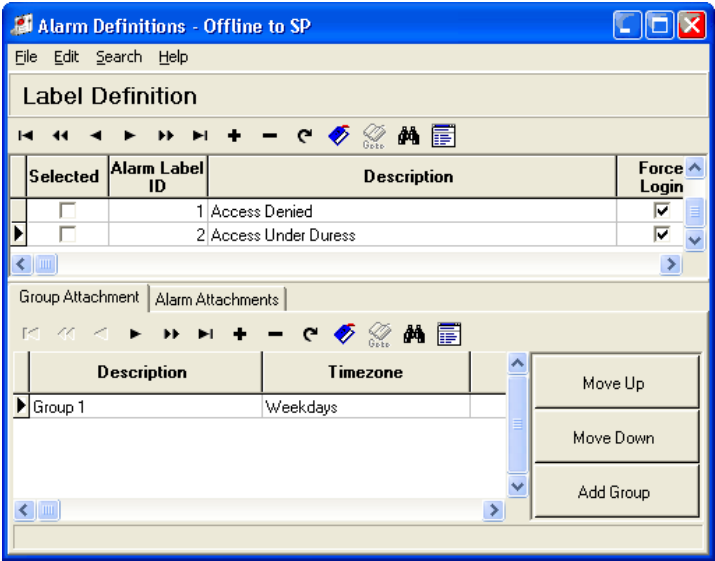 Alarm Definitions - Offline to SP
File Edit Search Help
Label Definition
Goto
Selected Alarm Label ID Description Force Login
1 Access Denied
2 Access Under Duress
Group Attachment Alarm Attachments
Goto
Description Timezone
Group 1 Weekdays
Move Up
Move Down
Add Group